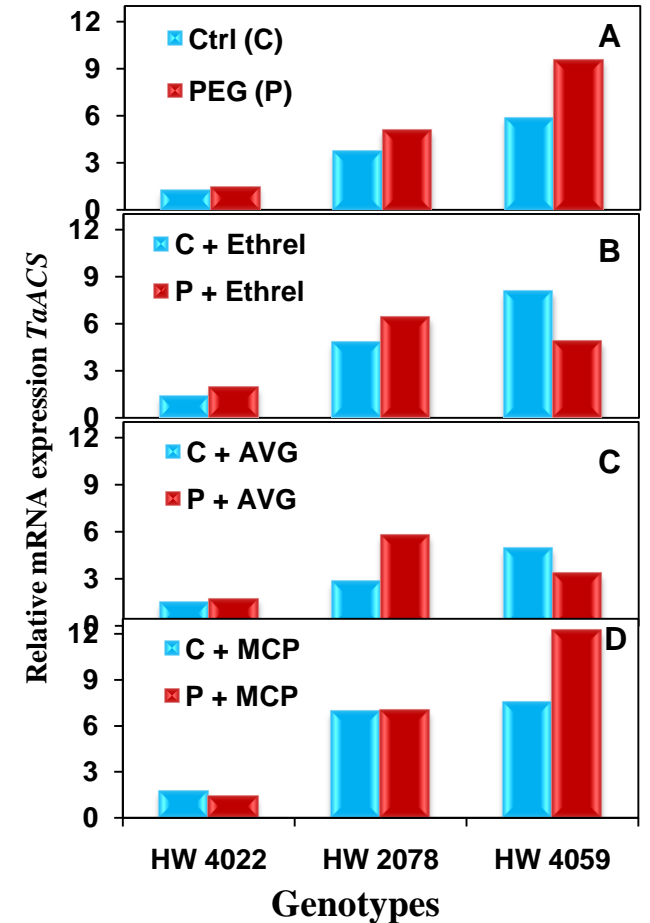 Relative mRNA expression TaACS
12
9
6
3
0
Ctrl (C)
PEG (P)
A
12
9
6
3
0
C + Ethrel
P + Ethrel
B
12
9
6
3
0
C + AVG
P + AVG
C
12
9
6
3
0
C + MCP
P + MCP
D
HW 4022 HW 2078 HW 4059
Genotypes